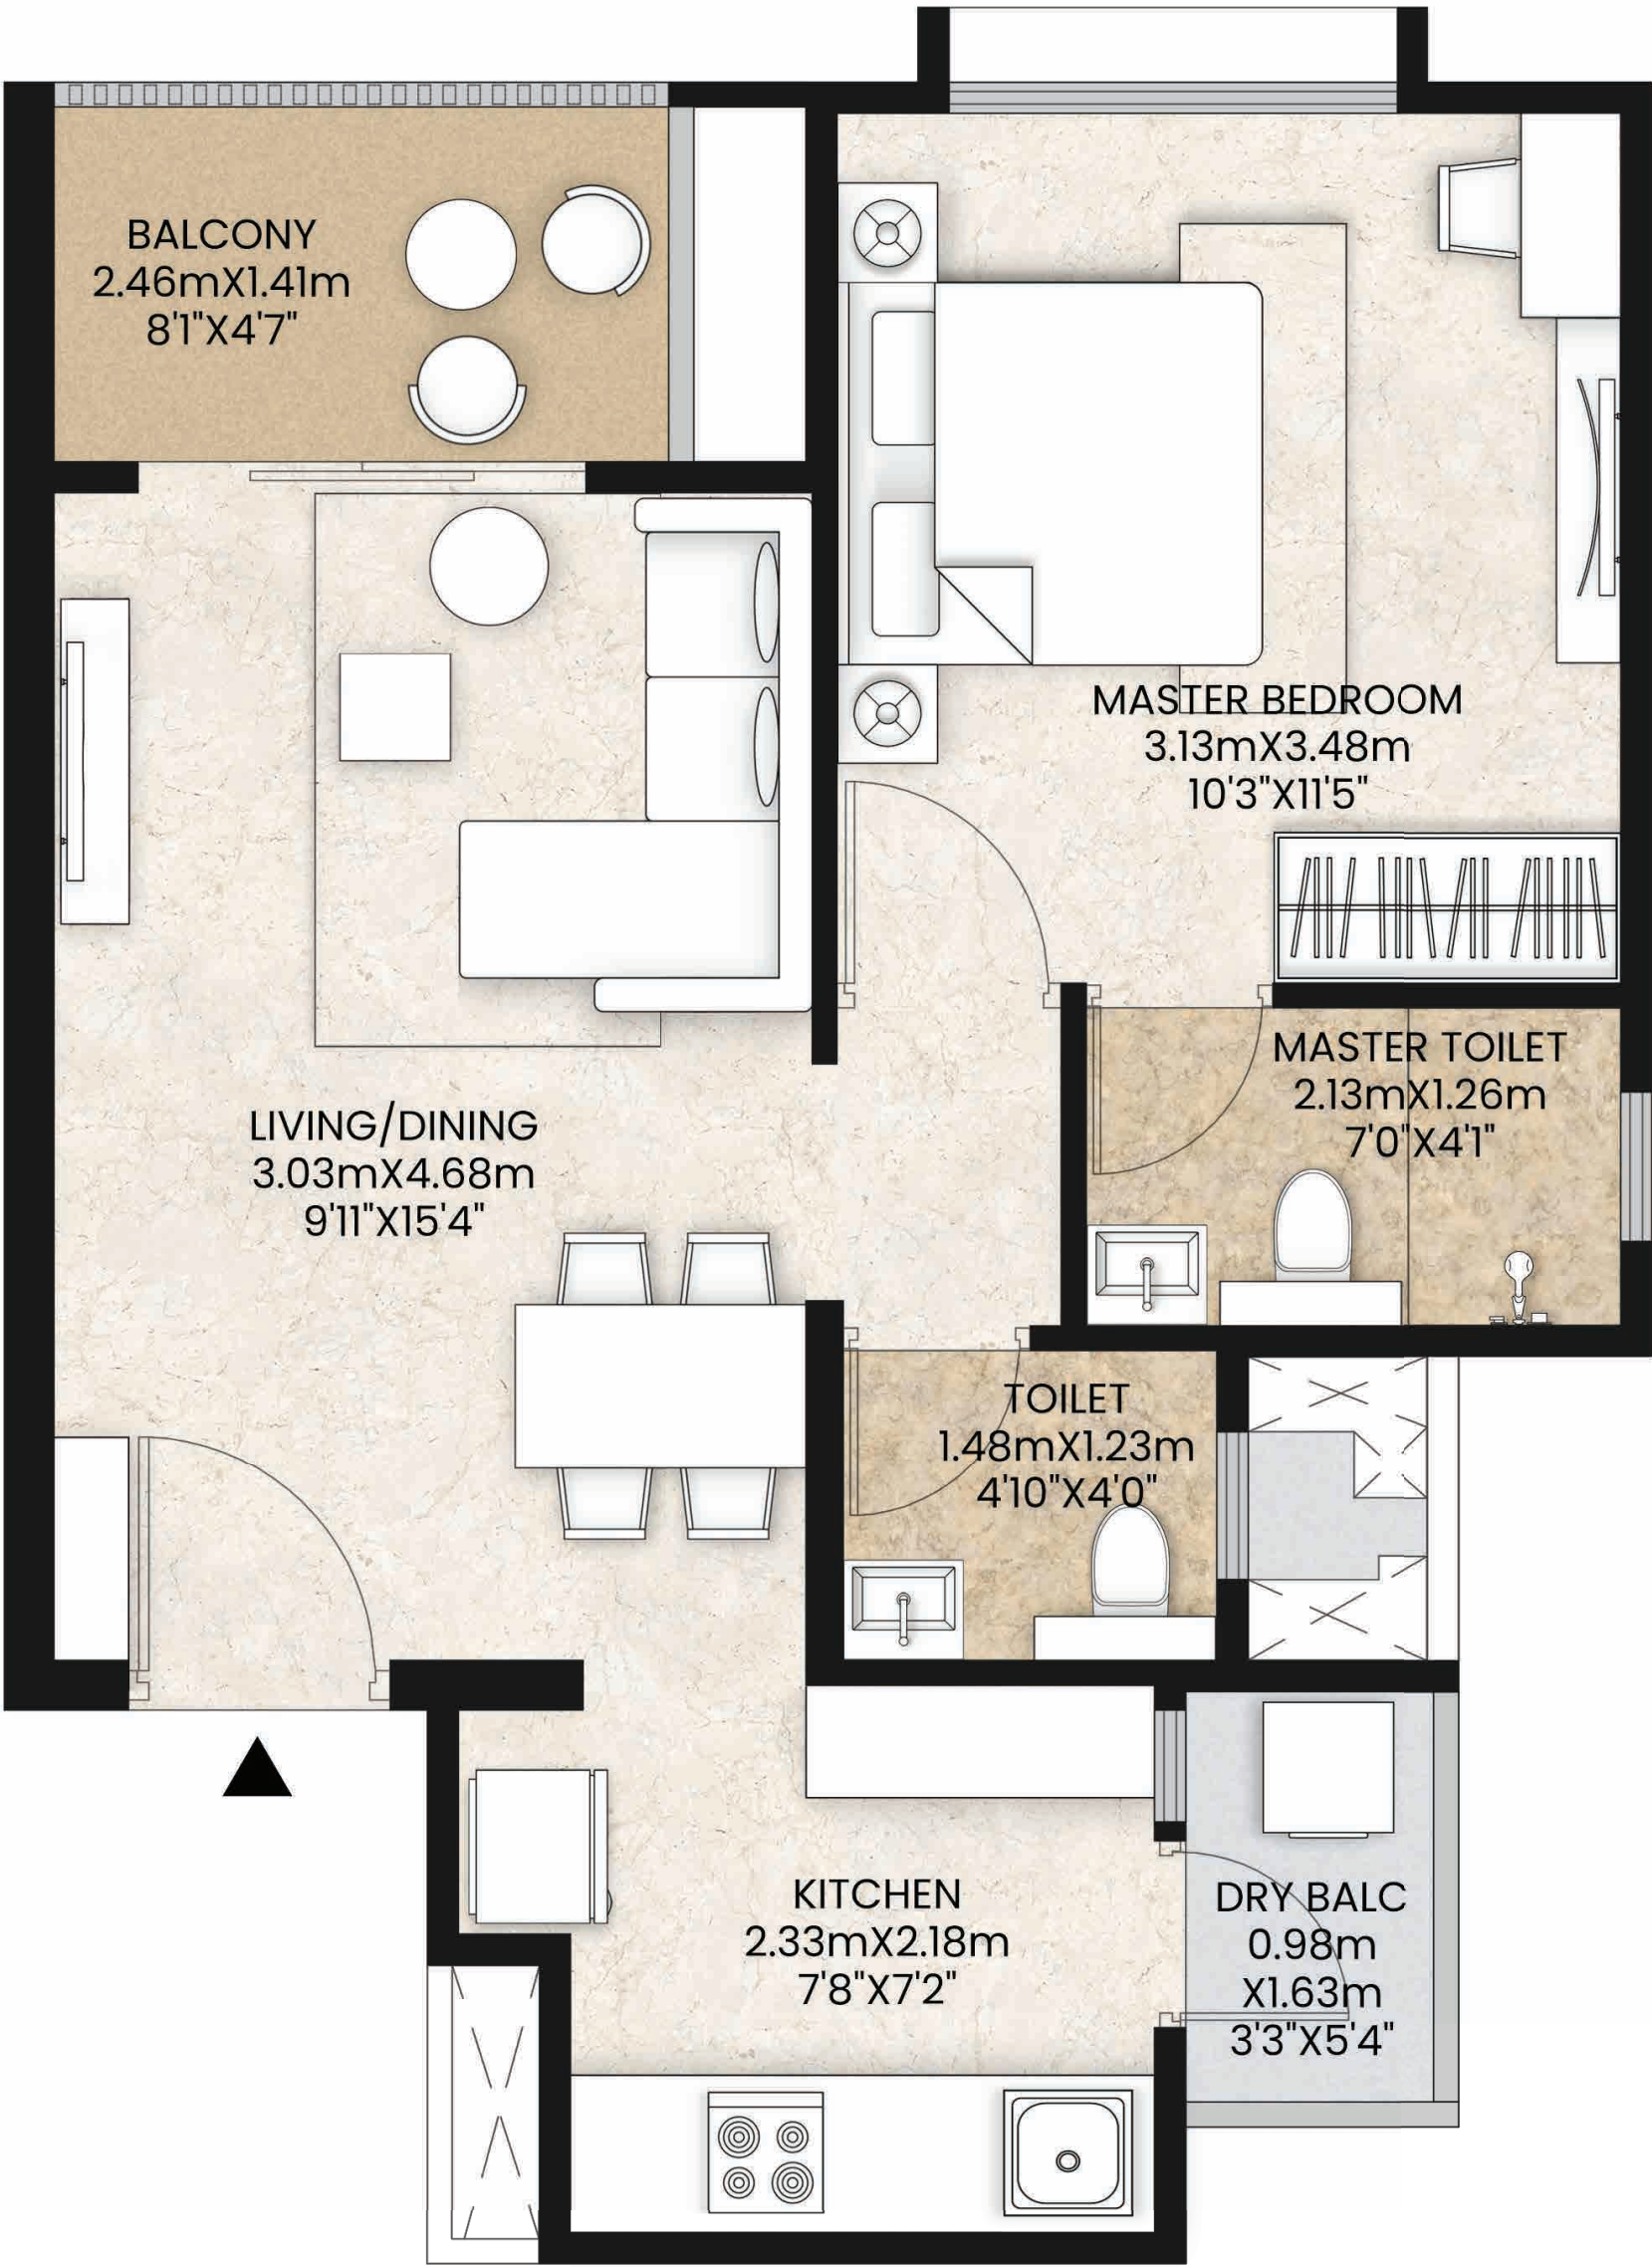 BALCONY
2.46mX1.41m
8'1"X4'7"
MASTER BEDROOM
3.13mX3.48m
10'3"X11'5"
MASTER TOILET
2.13mX1.26m
7'0"X4'1"
LIVING/DINING
3.03mX4.68m
9'11"X15'4"
TOILET
1.48mX1.23m
4'10"X4'0"
KITCHEN
2.33mX2.18m
7'8"X7'2"
DRY BALC
0.98m
X1.63m
3'3"X5'4"